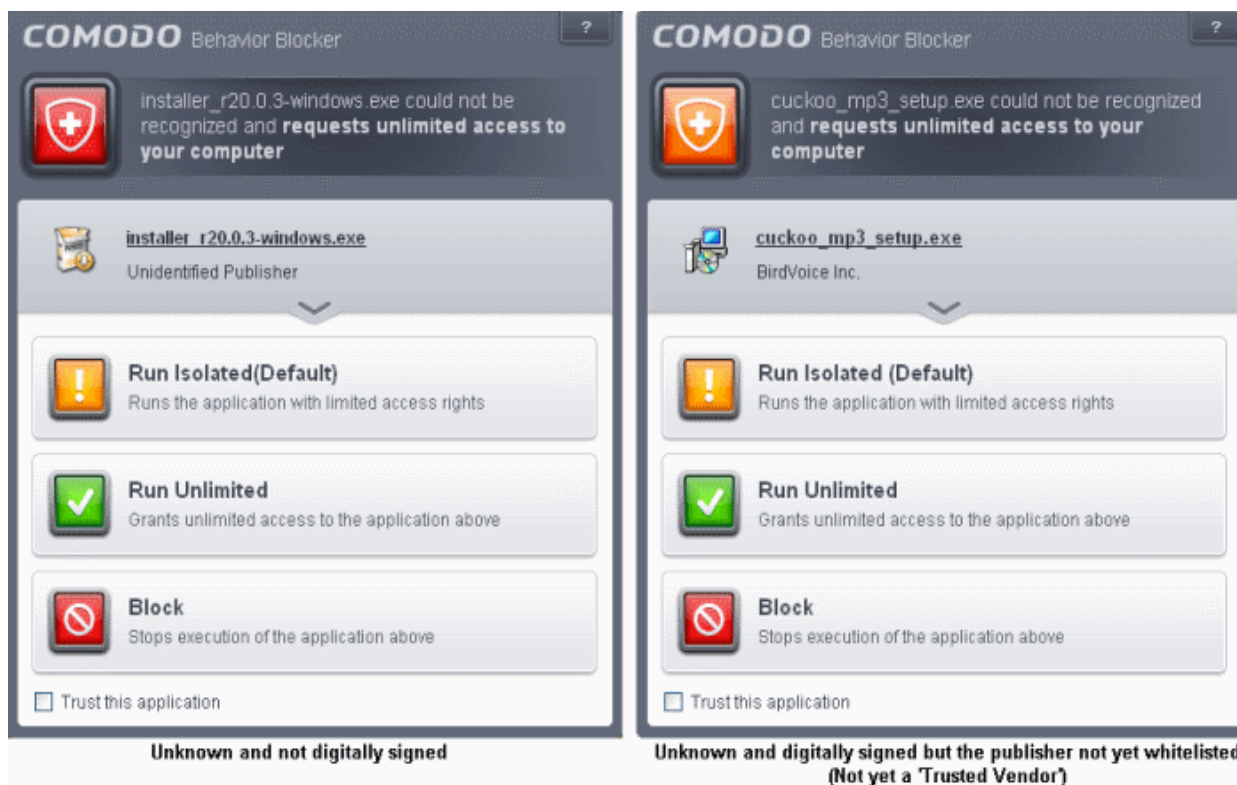 COMODO Behavior Blocker
?
installer_r20.0.3-windows.exe could not be
recognized and requests unlimited access to
your computer
installer_r20.0.3-windows.exe
Unidentified Publisher
Run Isolated(Default)
Runs the application with limited access rights
Run Unlimited
Grants unlimited access to the application above
Block
Stops execution of the application above
Trust this application
Unknown and not digitally signed
COMODO Behavior Blocker
?
cuckoo_mp3_setup.exe could not be recognized
and requests unlimited access to your
computer
cuckoo_mp3_setup.exe
BirdVoice Inc.
Run Isolated (Default)
Runs the application with limited access rights
Run Unlimited
Grants unlimited access to the application above
Block
Stops execution of the application above
Trust this application
Unknown and digitally signed but the publisher not yet whitelisted
(Not yet a 'Trusted Vendor')